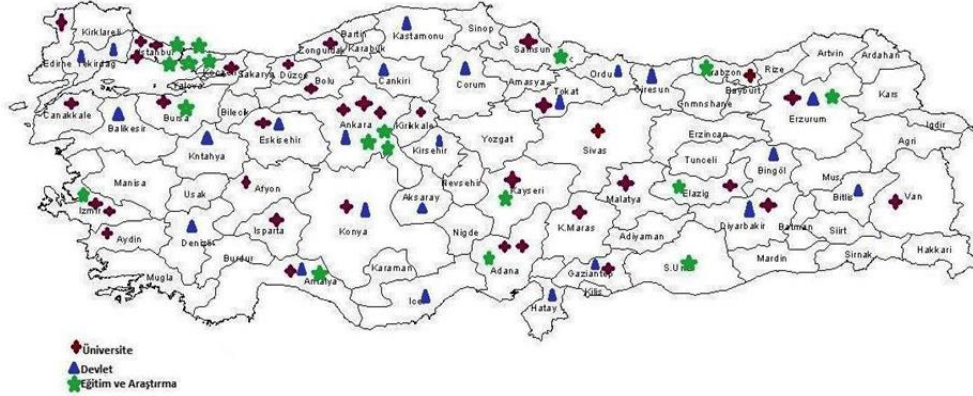 Kirklareli
Edirne
Tekirdag
Istanbul
Kocaeli
Yalova
Sakarya
Düzce
Zonguldak
Bartin
Karabük
Kastamonu
Sinop
Samsun
Bolu
Cankiri
Corum
Amasya
Tokat
Ordu
Giresun
Trabzon
Rize
Artvin
Ardahan
Gnmnshane
Bayburt
Kars
Canakkale
Balikesir
Bursa
Bilecik
Eskisehir
Ankara
Kirikkale
Kirsehir
Yozgat
Sivas
Erzincan
Erzurum
Igdir
Agri
Kntahya
Manisa
Usak
Afyon
Izmir
Aydin
Denizli
Isparta
Burdur
Mugla
Antalya
Konya
Aksaray
Nevsehir
Nigde
Kayseri
Karaman
Icel
Adana
K.Maras
Malatya
Elazig
Tunceli
Bingöl
Mus
Bitlis
Van
Adiyaman
Diyarbakir
Batman
Siirt
Sirnak
Hakkari
Mardin
S.Urfa
Gaziantep
Kilis
Hatay
Üniversite
Devlet
Eğitim ve Araştırma